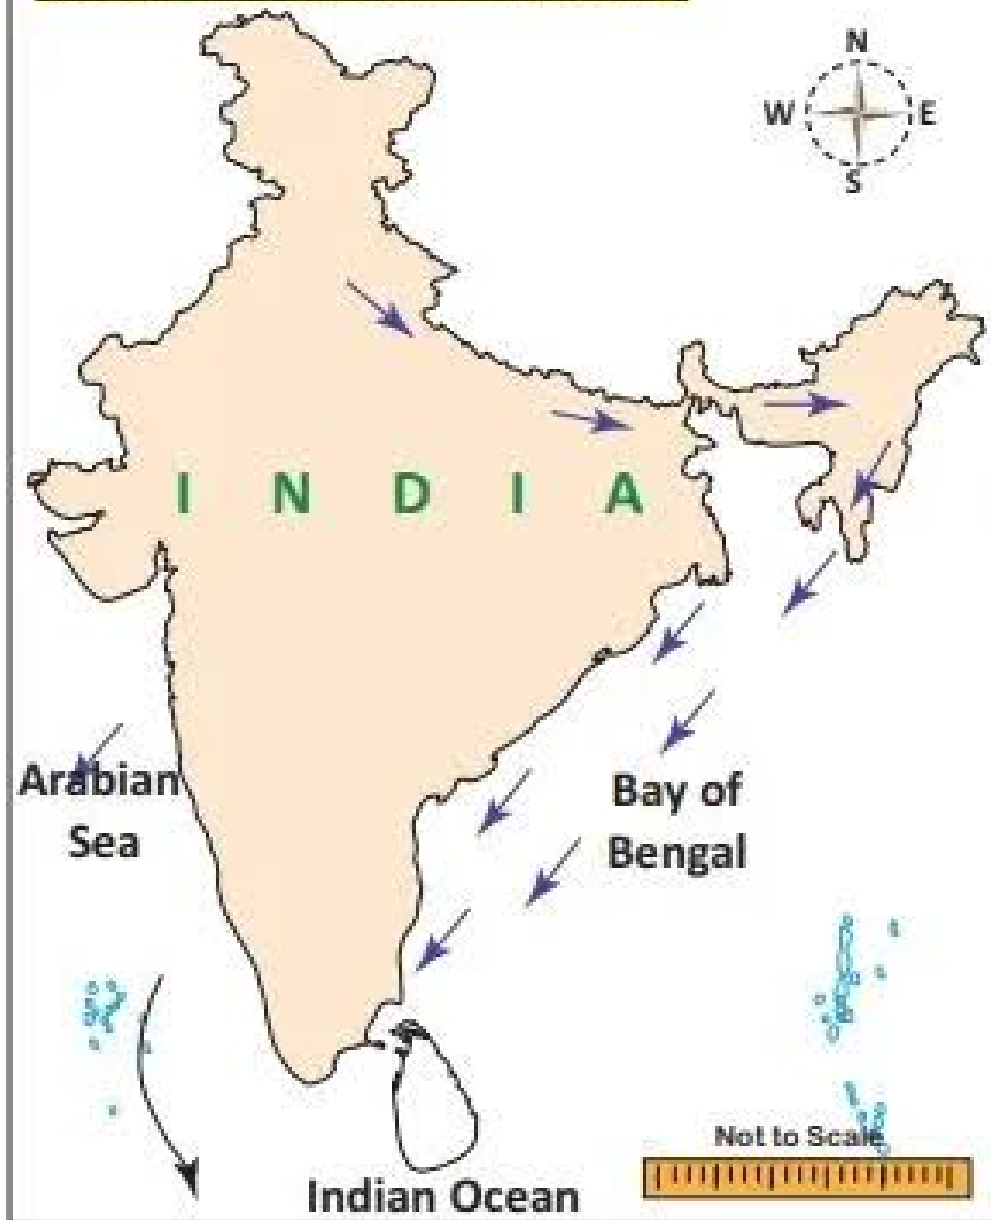 N
W E
S
I N D I A
Arabian
Sea
Bay of
Bengal
Not to Scale
Indian Ocean